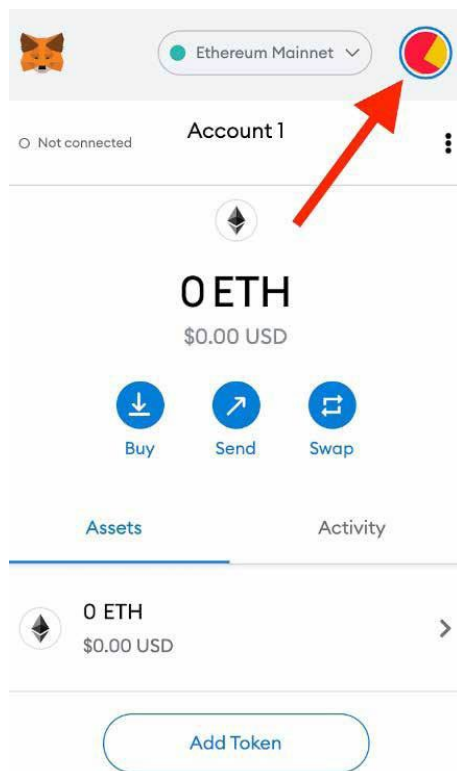 Ethereum Mainnet
Not connected
Account 1
0 ETH
$0.00 USD
Buy Send Swap
Assets Activity
0 ETH
$0.00 USD
Add Token